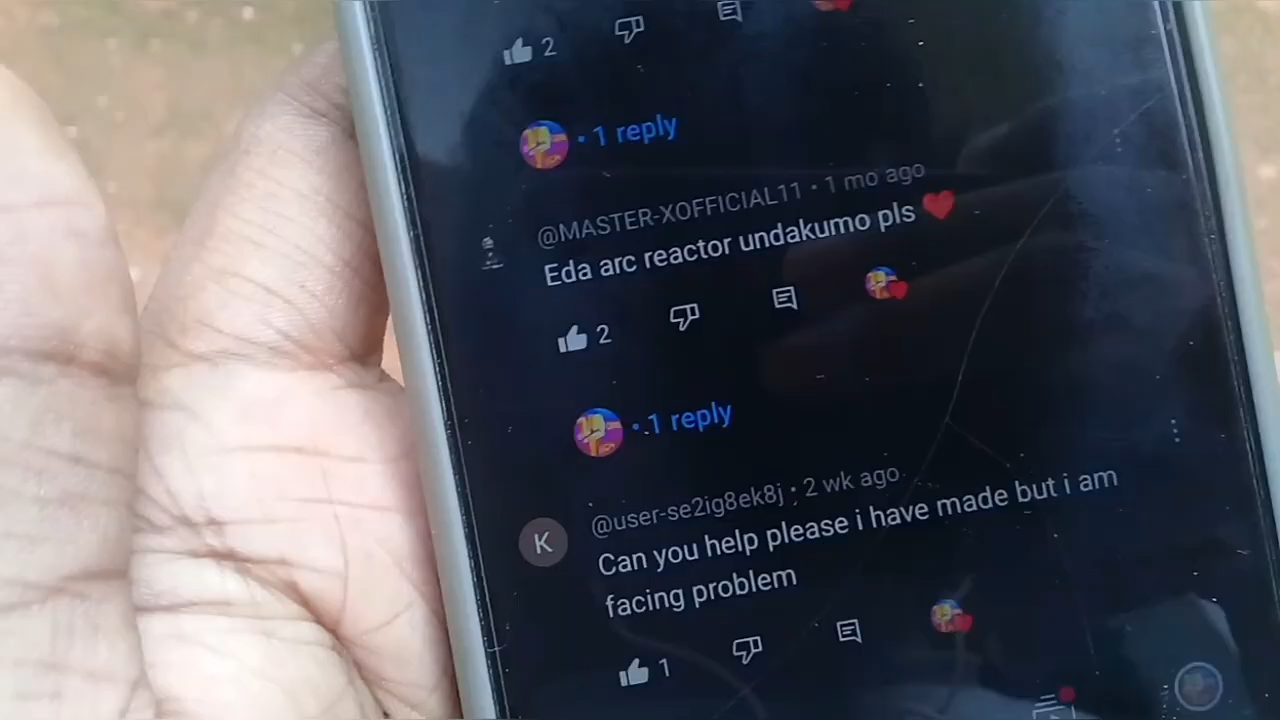 2
• 1 reply
@MASTER-XOFFICIAL11 • 1 mo ago
Eda arc reactor undakumo pls ❤️
2
• 1 reply
@user-se2ig8ek8j • 2 wk ago
K
Can you help please i have made but i am
facing problem
1